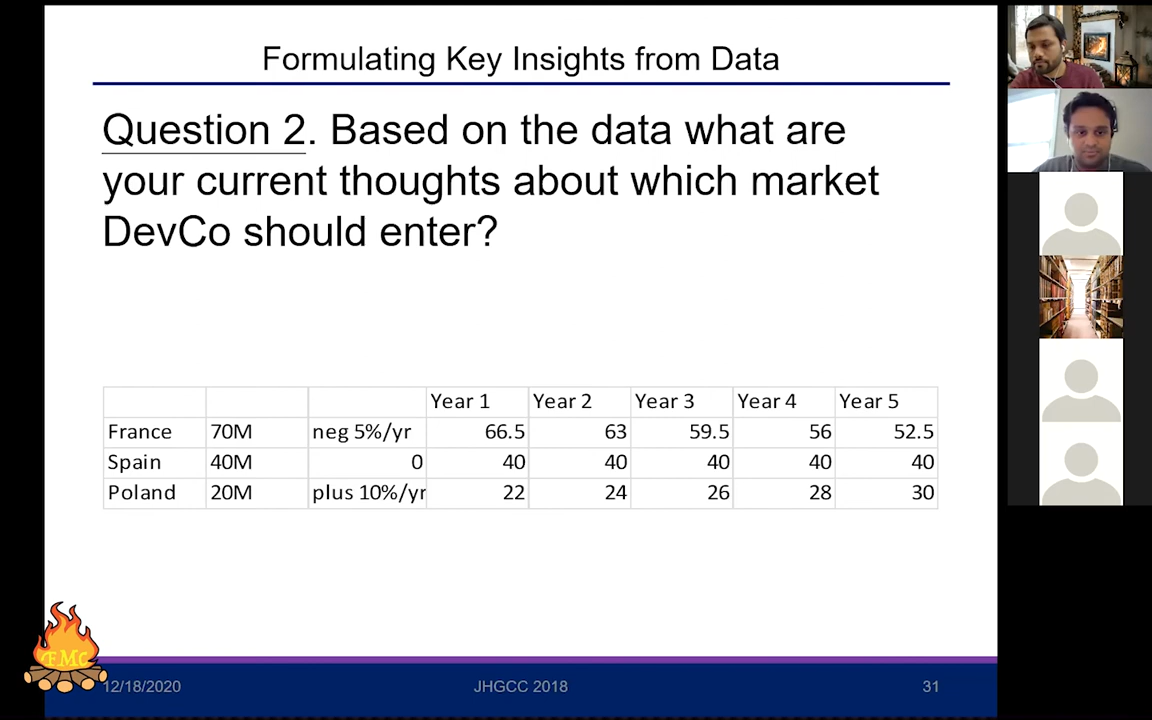 Formulating Key Insights from Data
Question 2. Based on the data what are
your current thoughts about which market
DevCo should enter?
Year 1 Year 2 Year 3 Year 4 Year 5
France 70M neg 5%/yr 66.5 63 59.5 56 52.5
Spain 40M 0 40 40 40 40 40
Poland 20M plus 10%/yr 22 24 26 28 30
FMC
12/18/2020 JHGCC 2018 31